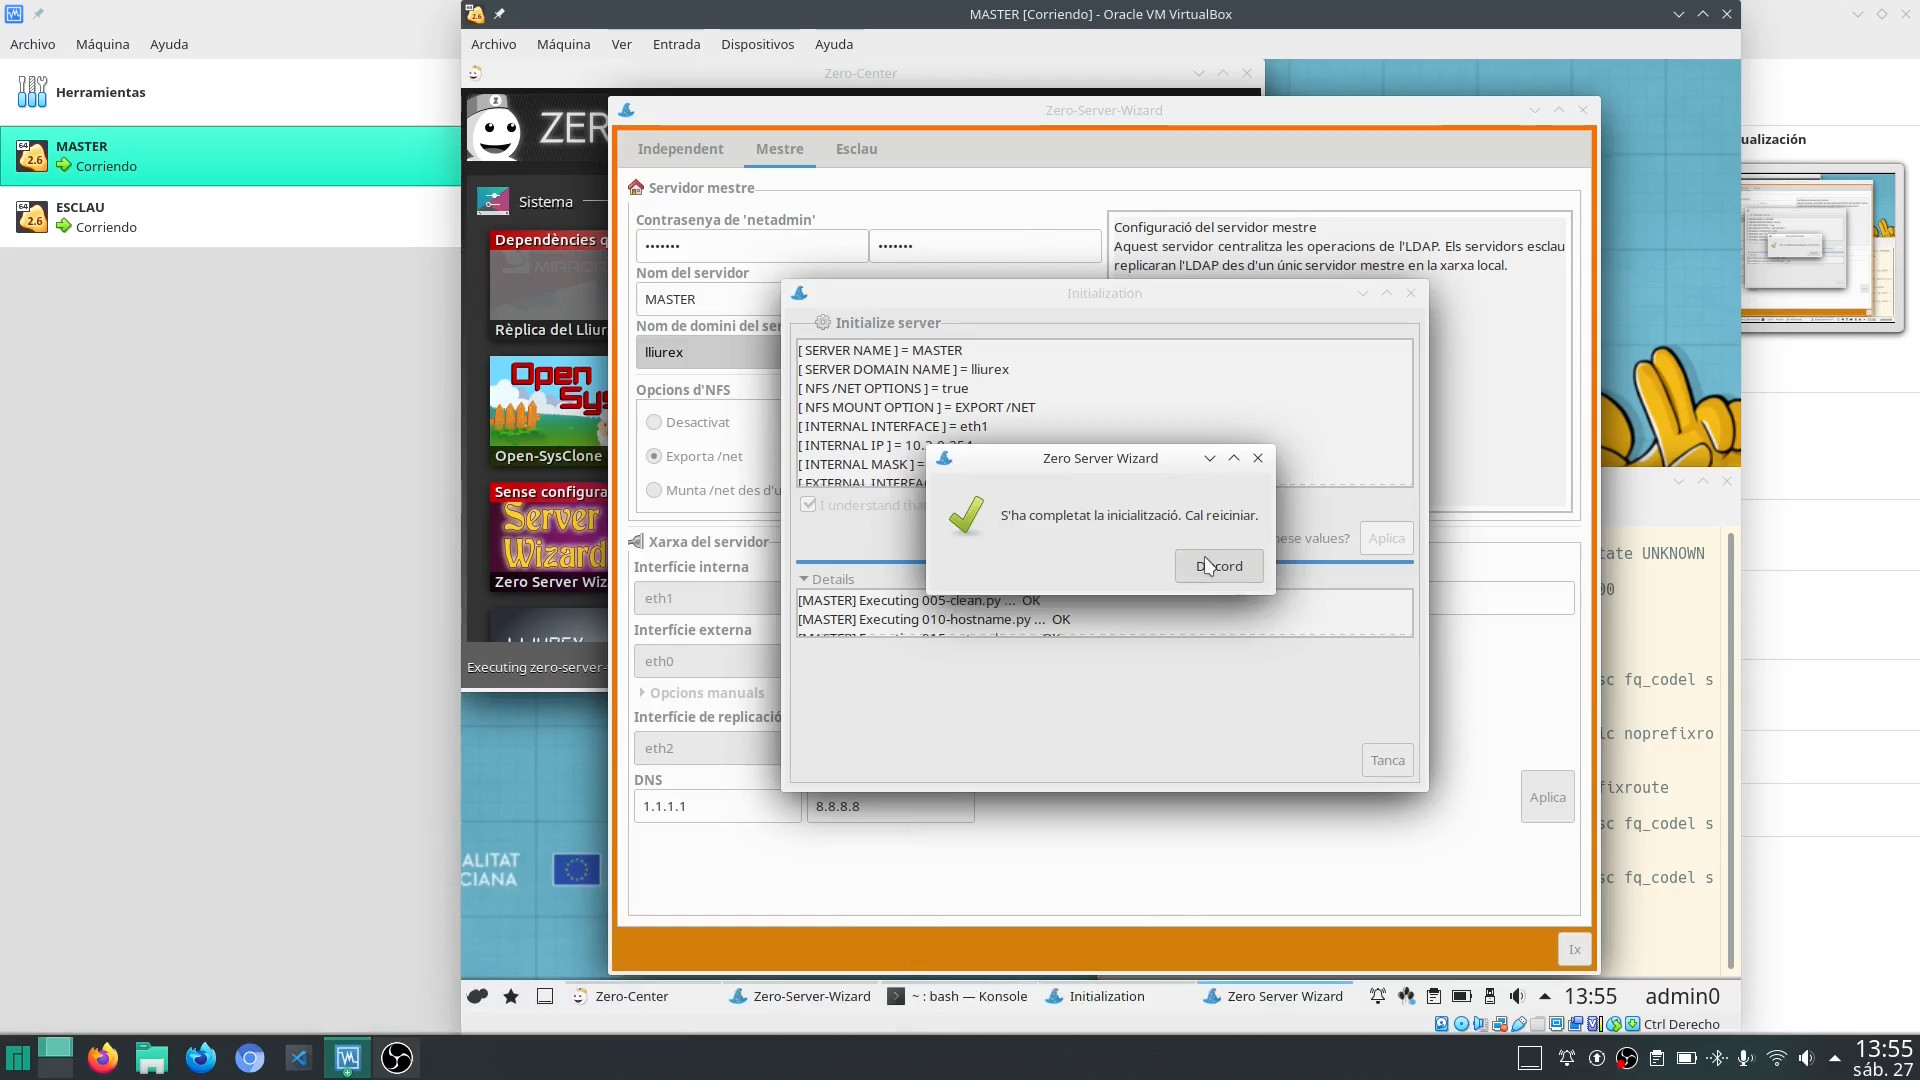 Archivo Máquina Ayuda
Herramientas
MASTER
Corriendo
ESCLAU
Corriendo
MASTER [Corriendo] - Oracle VM VirtualBox
Archivo Máquina Ver Entrada Dispositivos Ayuda
Zero-Center
ZER
Sistema
Dependències q
Rèplica del Lliur
Open
Sys
Open-SysClone
Sense configura
Server
Wizard
Zero Server Wiz
Executing zero-server-
Zero-Server-Wizard
Independent Mestre Esclau
Servidor mestre
Contrasenya de 'netadmin'
••••••• •••••••
Nom del servidor
MASTER
Nom de domini del ser
lliurex
Opcions d'NFS
Desactivat
Exporta /net
Munta /net des d'u
Configuració del servidor mestre
Aquest servidor centralitza les operacions de l'LDAP. Els servidors esclau
replicaran l'LDAP des d'un únic servidor mestre en la xarxa local.
Xarxa del servidor
Interfície interna
eth1
Interfície externa
eth0
Opcions manuals
Interfície de replicació
eth2
DNS
1.1.1.1 8.8.8.8
Aplica
Ix
Initialization
Initialize server
[ SERVER NAME ] = MASTER
[ SERVER DOMAIN NAME ] = lliurex
[ NFS /NET OPTIONS ] = true
[ NFS MOUNT OPTION ] = EXPORT /NET
[ INTERNAL INTERFACE ] = eth1
[ INTERNAL IP ] = 10.
[ INTERNAL MASK ] =
[ EXTERNAL INTERFA
I understand tha
hese values? Aplica
Details
[MASTER] Executing 005-clean.py ... OK
[MASTER] Executing 010-hostname.py ... OK
Tanca
Zero Server Wizard
S'ha completat la inicialització. Cal reiciniar.
D'acord
ualización
tate UNKNOWN
00
sc fq_codel s
ic noprefixro
fixroute
sc fq_codel s
sc fq_codel s
ALITAT
CIANA
Zero-Center Zero-Server-Wizard ~ : bash — Konsole Initialization Zero Server Wizard 13:55 admin0
Ctrl Derecho
13:55
sáb. 27